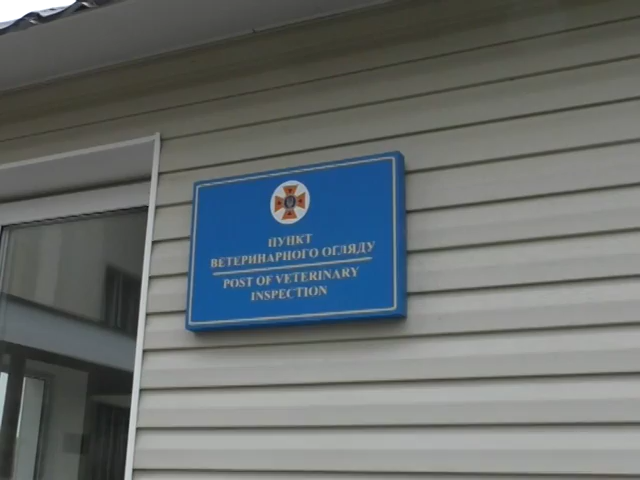 ПУНКТ
ВЕТЕРИНАРНОГО ОГЛЯДУ
POST OF VETERINARY
INSPECTION